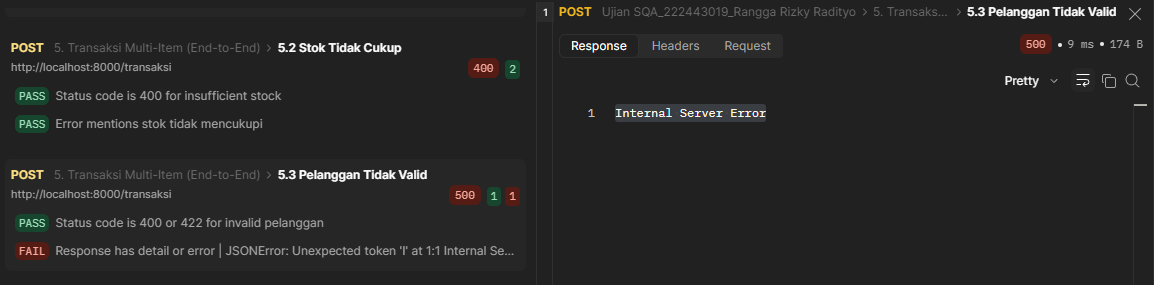 POST 5. Transaksi Multi-Item (End-to-End) > 5.2 Stok Tidak Cukup
http://localhost:8000/transaksi
400 2
PASS Status code is 400 for insufficient stock
PASS Error mentions stok tidak mencukupi
POST 5. Transaksi Multi-Item (End-to-End) > 5.3 Pelanggan Tidak Valid
http://localhost:8000/transaksi
500 1 1
PASS Status code is 400 or 422 for invalid pelanggan
FAIL Response has detail or error | JSONError: Unexpected token 'I' at 1:1 Internal Se...
1
POST Ujian SQA_222443019_Rangga Rizky Radityo > 5. Transaks... > 5.3 Pelanggan Tidak Valid
Response Headers Request
500 • 9 ms • 174 B
Pretty
1 Internal Server Error